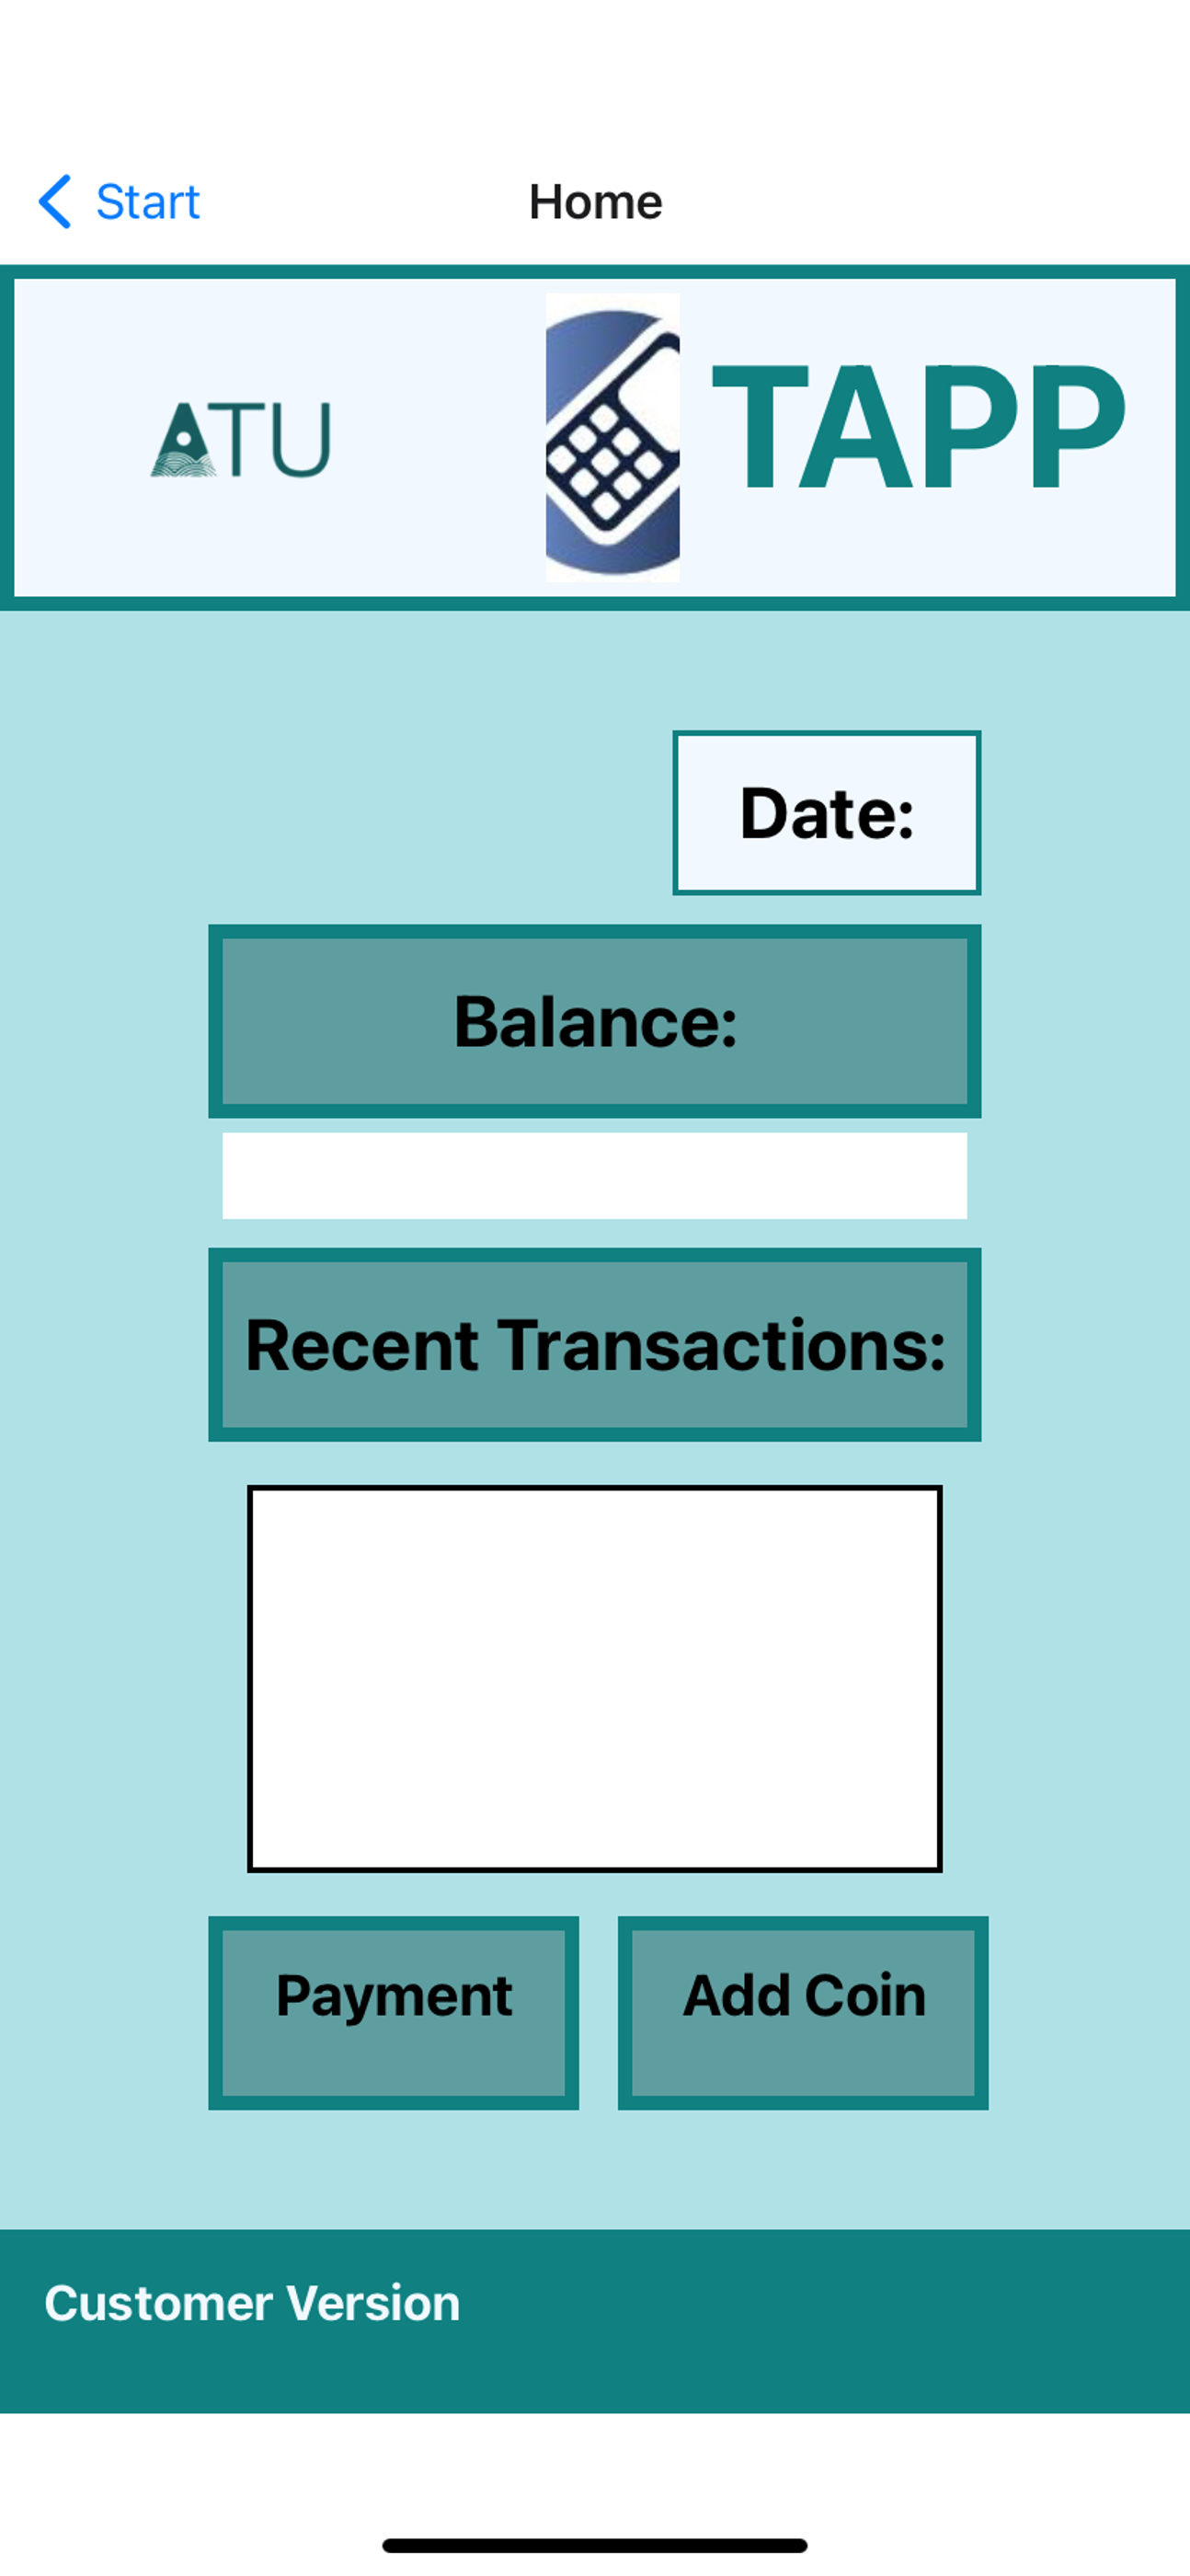 Start
Home
ATU
TAPP
Date:
Balance:
Recent Transactions:
Payment
Add Coin
Customer Version